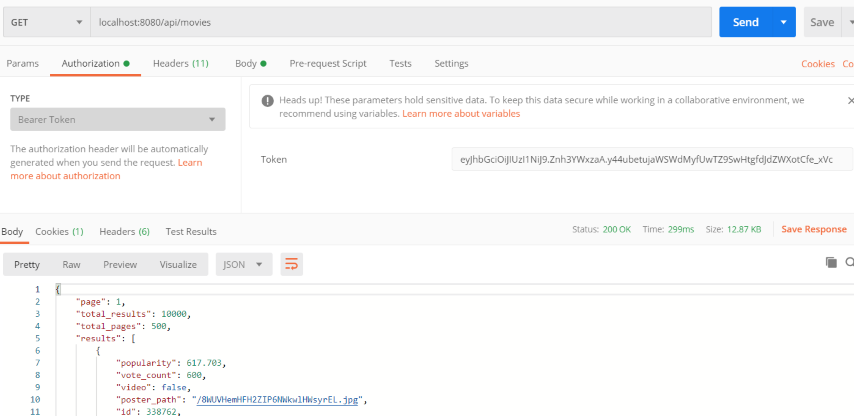 GET localhost:8080/api/movies Send Save
Params Authorization Headers (11) Body Pre-request Script Tests Settings Cookies Co
TYPE
Bearer Token
The authorization header will be automatically
generated when you send the request. Learn
more about authorization
Heads up! These parameters hold sensitive data. To keep this data secure while working in a collaborative environment, we
recommend using variables. Learn more about variables
Token eyJhbGciOiJIUzI1NiJ9.Znh3YWxzaA.y44ubetujaWSWdMyfUwTZ9SwHtgfdJdZWXotCfe_xVc
Body Cookies (1) Headers (6) Test Results Status: 200 OK Time: 299ms Size: 12.87 KB Save Response
Pretty Raw Preview Visualize JSON
1 {
2 "page": 1,
3 "total_results": 10000,
4 "total_pages": 500,
5 "results": [
6 {
7 "popularity": 617.703,
8 "vote_count": 600,
9 "video": false,
10 "poster_path": "/8WUVHemHFH2ZIP6NWkwlHWsyrEL.jpg",
11 "id": 338762,